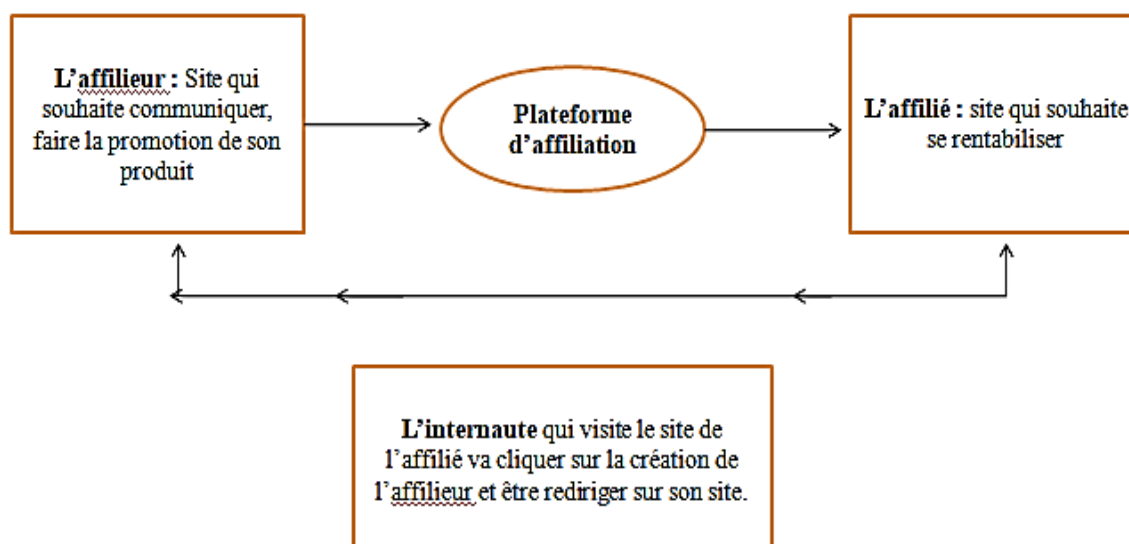 L’affilieur : Site qui
souhaite communiquer,
faire la promotion de son
produit
Plateforme
d’affiliation
L’affilié : site qui souhaite
se rentabiliser
L’internaute qui visite le site de
l’affilié va cliquer sur la création de
l’affilieur et être rediriger sur son site.